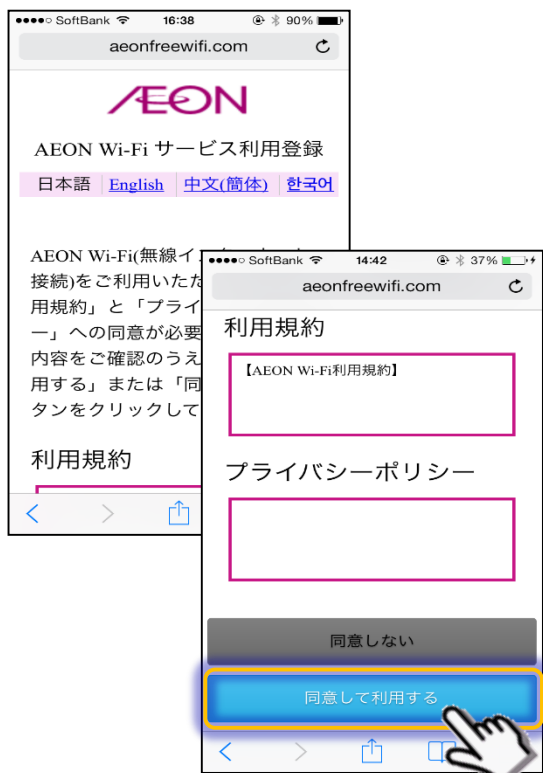 SoftBank 16:38 90%
aeonfreewifi.com
ÆON
AEON Wi-Fi サービス利用登録
日本語 English 中文(簡体) 한국어
AEON Wi-Fi(無線イ
接続)をご利用いただ
用規約」と「プライ
ー」への同意が必要
内容をご確認のうえ
用する」または「同
タンをクリックして
利用規約
SoftBank 14:42 37%
aeonfreewifi.com
利用規約
【AEON Wi-Fi利用規約】
プライバシーポリシー
同意しない
同意して利用する